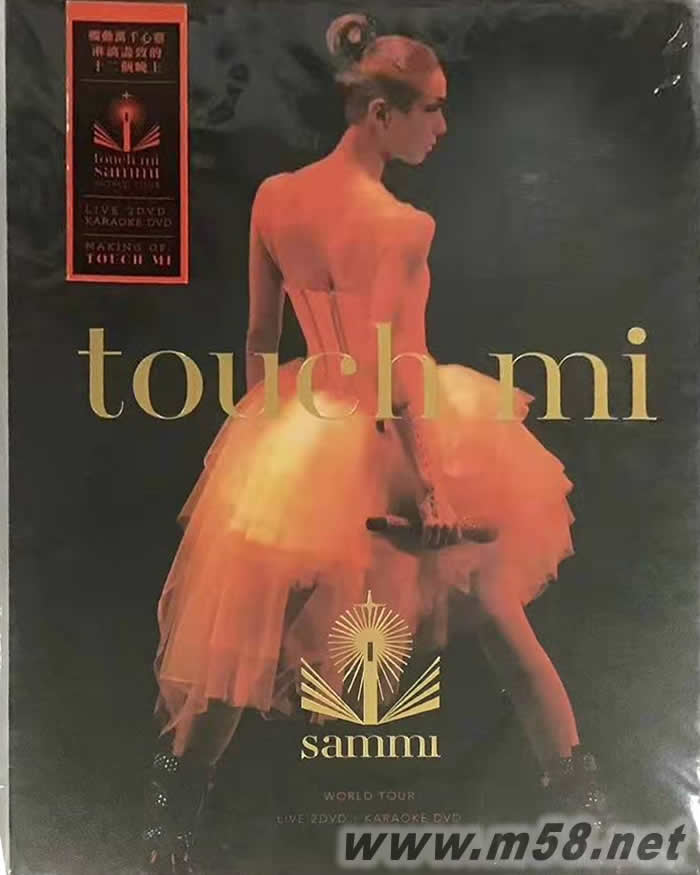 觸動萬千心靈
淋漓盡致的
十二個晚上
touch mi
sammi
WORLD TOUR
LIVE 2DVD
KARAOKE DVD
MAKING OF
TOUCH MI
touch mi
sammi
WORLD TOUR
LIVE 2DVD + KARAOKE DVD
www.m58.net